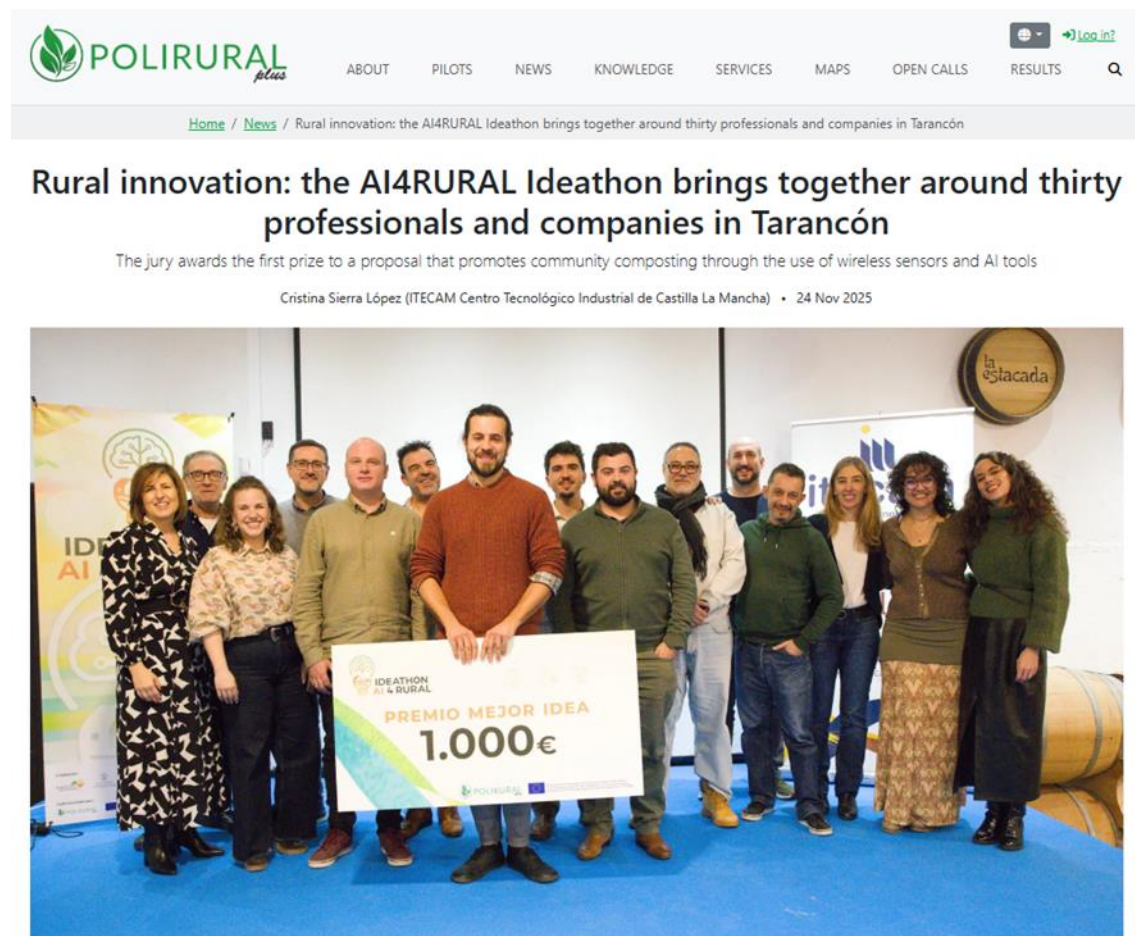 POLIRURAL
plus
Log in?
ABOUT PILOTS NEWS KNOWLEDGE SERVICES MAPS OPEN CALLS RESULTS
Home / News / Rural innovation: the AI4RURAL Ideathon brings together around thirty professionals and companies in Tarancón
Rural innovation: the AI4RURAL Ideathon brings together around thirty
professionals and companies in Tarancón
The jury awards the first prize to a proposal that promotes community composting through the use of wireless sensors and AI tools
Cristina Sierra López (ITECAM Centro Tecnológico Industrial de Castilla La Mancha) • 24 Nov 2025
la
estacada
IDEATHON
AI 4 RURAL
PREMIO MEJOR IDEA
1.000€
POLIRURAL